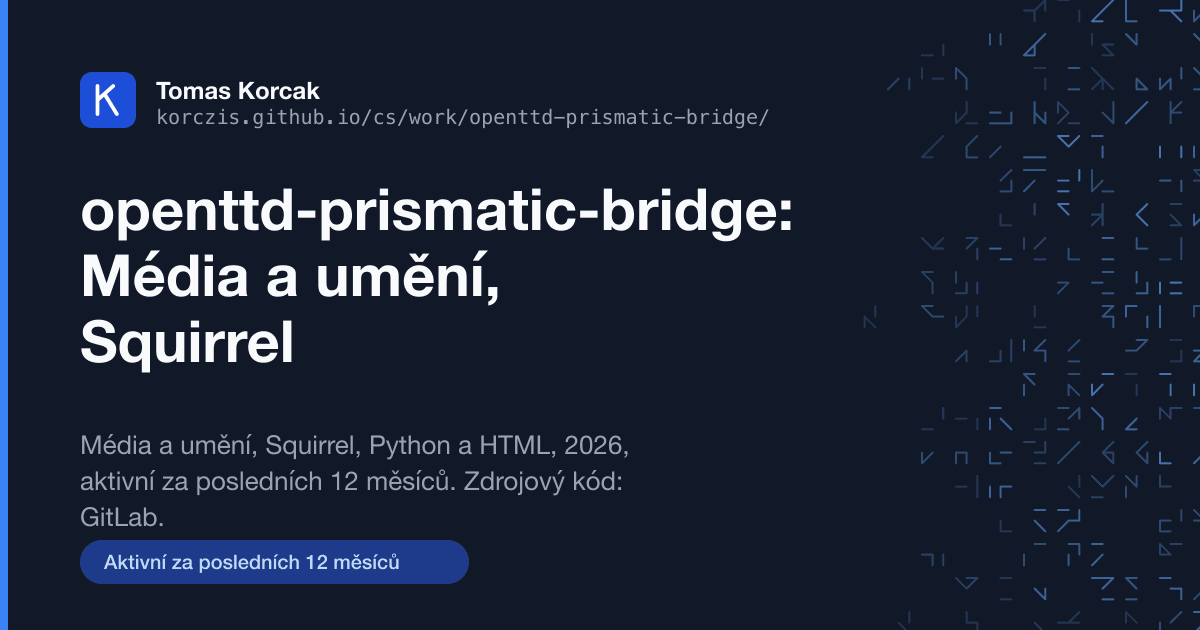 K
Tomas Korcak
korczis.github.io/cs/work/openttd-prismatic-bridge/
openttd-prismatic-bridge:
Média a umění,
Squirrel
Média a umění, Squirrel, Python a HTML, 2026,
aktivní za posledních 12 měsíců. Zdrojový kód:
GitLab.
Aktivní za posledních 12 měsíců